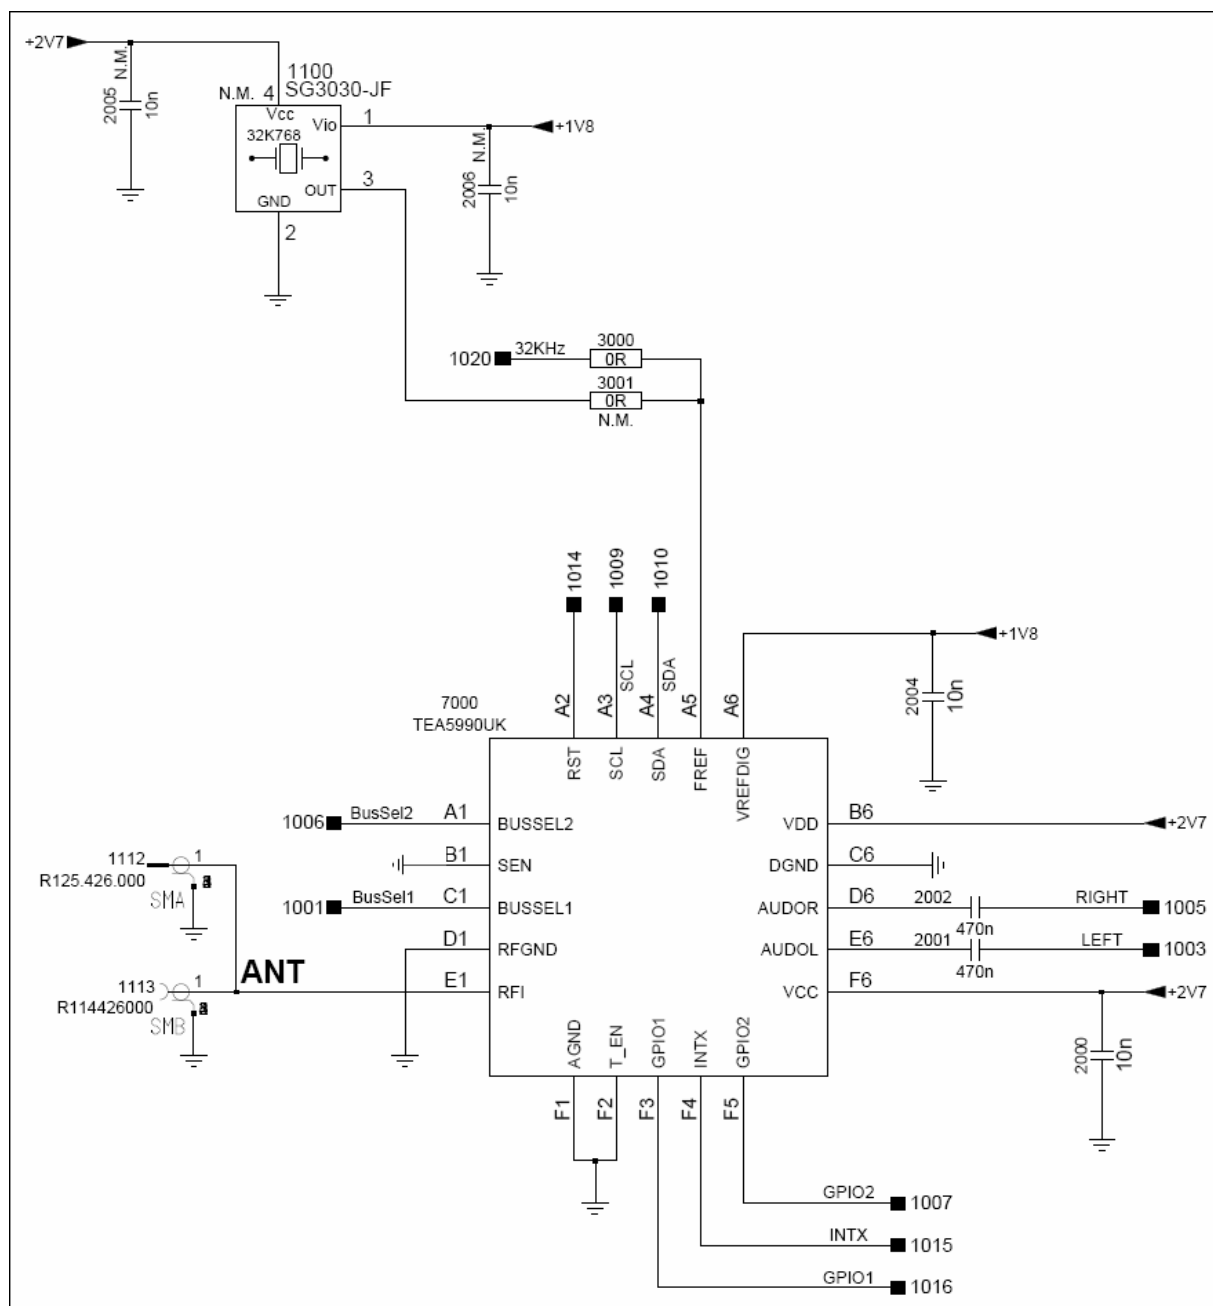 +2V7
N.M.
2005
10n
1100
SG3030-JF
N.M. 4
Vcc
Vio
1
+1V8
32K768
N.M.
2006
10n
OUT
3
GND
2
1020
32KHz
3000
0R
3001
0R
N.M.
1014
1009
1010
SCL
SDA
+1V8
2004
10n
7000
TEA5990UK
A2
A3
A4
A5
A6
RST
SCL
SDA
FREF
VREFDIG
1006
BusSel2
A1
BUSSEL2
VDD
B6
+2V7
B1
SEN
DGND
C6
1112
1
R125.426.000
SMA
1001
BusSel1
C1
BUSSEL1
AUDOR
D6
2002
470n
RIGHT
1005
D1
RFGND
AUDOL
E6
2001
470n
LEFT
1003
ANT
1113
1
R114426000
SMB
E1
RFI
VCC
F6
+2V7
2000
10n
AGND
T_EN
GPIO1
INTX
GPIO2
F1
F2
F3
F4
F5
GPIO2
1007
INTX
1015
GPIO1
1016